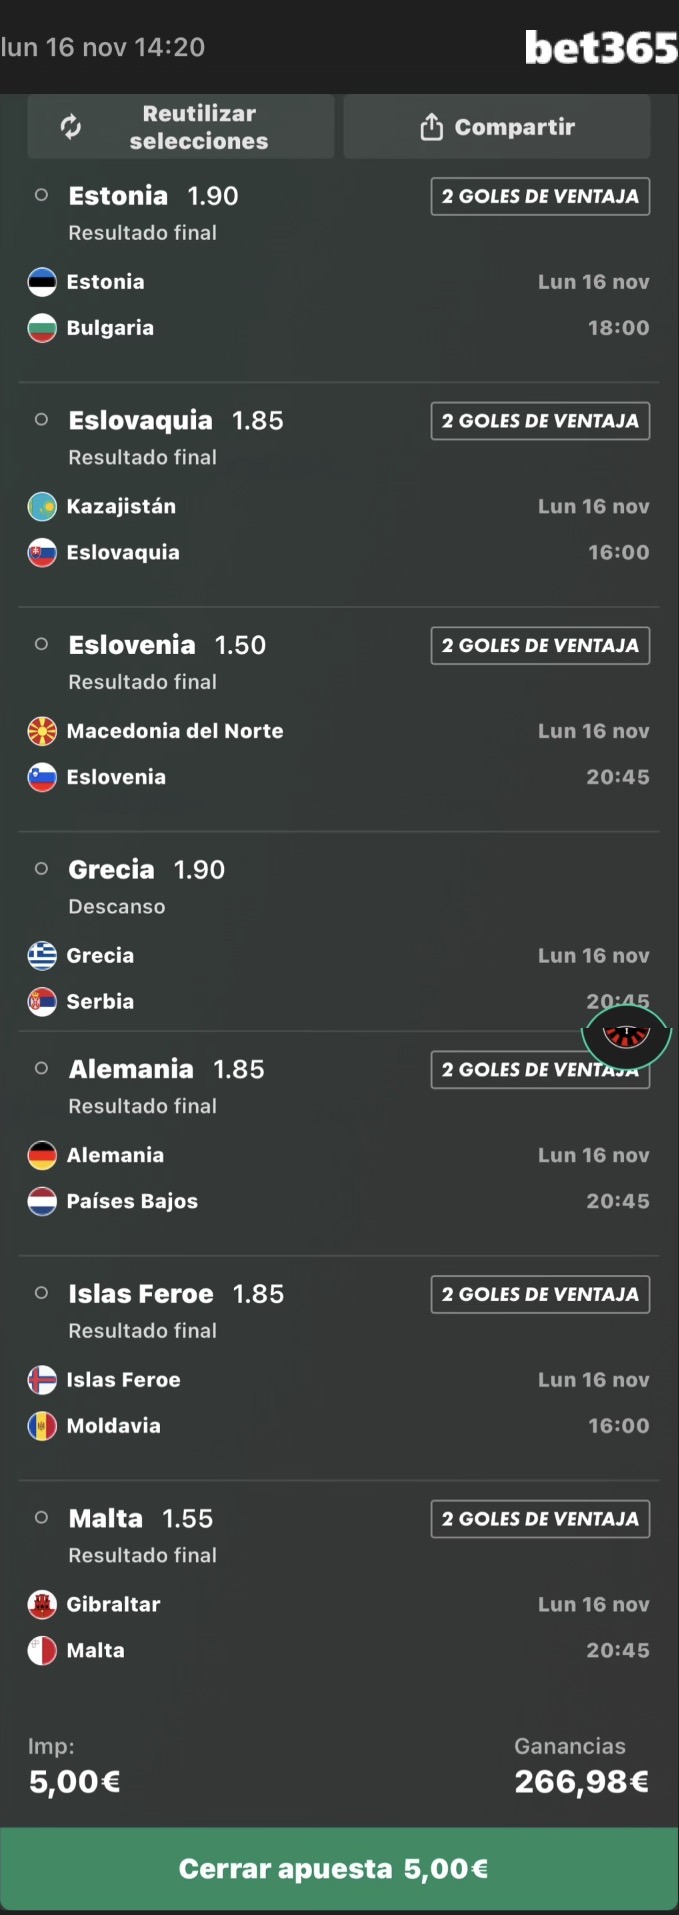 lun 16 nov 14:20
bet365
Reutilizar
selecciones
Compartir
Estonia 1.90
2 GOLES DE VENTAJA
Resultado final
Estonia
Lun 16 nov
Bulgaria
18:00
Eslovaquia 1.85
2 GOLES DE VENTAJA
Resultado final
Kazajistán
Lun 16 nov
Eslovaquia
16:00
Eslovenia 1.50
2 GOLES DE VENTAJA
Resultado final
Macedonia del Norte
Lun 16 nov
Eslovenia
20:45
Grecia 1.90
Descanso
Grecia
Lun 16 nov
Serbia
20:45
Alemania 1.85
2 GOLES DE VENTAJA
Resultado final
Alemania
Lun 16 nov
Países Bajos
20:45
Islas Feroe 1.85
2 GOLES DE VENTAJA
Resultado final
Islas Feroe
Lun 16 nov
Moldavia
16:00
Malta 1.55
2 GOLES DE VENTAJA
Resultado final
Gibraltar
Lun 16 nov
Malta
20:45
Imp:
Ganancias
5,00€
266,98€
Cerrar apuesta 5,00€